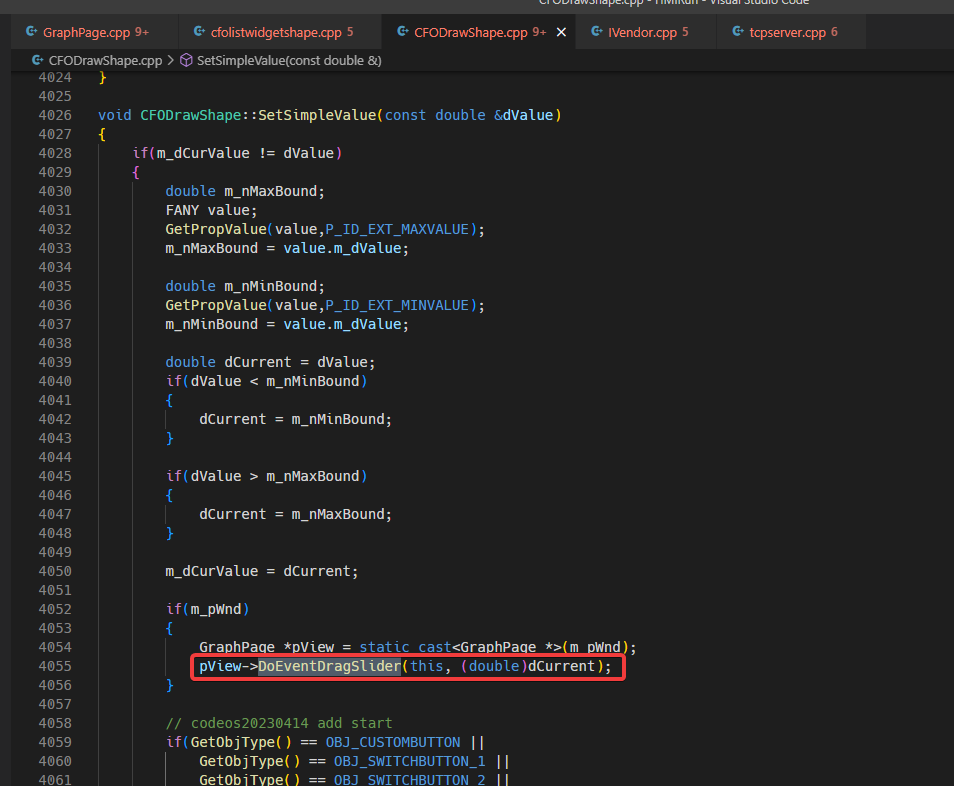 CFODrawShape.cpp - HMIRun - Visual Studio Code
GraphPage.cpp 9+ cfolistwidgetshape.cpp 5 CFODrawShape.cpp 9+ × IVendor.cpp 5 tcpserver.cpp 6
CFODrawShape.cpp > SetSimpleValue(const double &)
4024 }
4025
4026 void CFODrawShape::SetSimpleValue(const double &dValue)
4027 {
4028 if(m_dCurValue != dValue)
4029 {
4030 double m_nMaxBound;
4031 FANY value;
4032 GetPropValue(value,P_ID_EXT_MAXVALUE);
4033 m_nMaxBound = value.m_dValue;
4034
4035 double m_nMinBound;
4036 GetPropValue(value,P_ID_EXT_MINVALUE);
4037 m_nMinBound = value.m_dValue;
4038
4039 double dCurrent = dValue;
4040 if(dValue < m_nMinBound)
4041 {
4042 dCurrent = m_nMinBound;
4043 }
4044
4045 if(dValue > m_nMaxBound)
4046 {
4047 dCurrent = m_nMaxBound;
4048 }
4049
4050 m_dCurValue = dCurrent;
4051
4052 if(m_pWnd)
4053 {
4054 GraphPage *pView = static_cast<GraphPage *>(m_pWnd);
4055 pView->DoEventDragSlider(this, (double)dCurrent);
4056 }
4057
4058 // codeos20230414 add start
4059 if(GetObjType() == OBJ_CUSTOMBUTTON ||
4060 GetObjType() == OBJ_SWITCHBUTTON_1 ||
4061 GetObjType() == OBJ_SWITCHBUTTON_2 ||